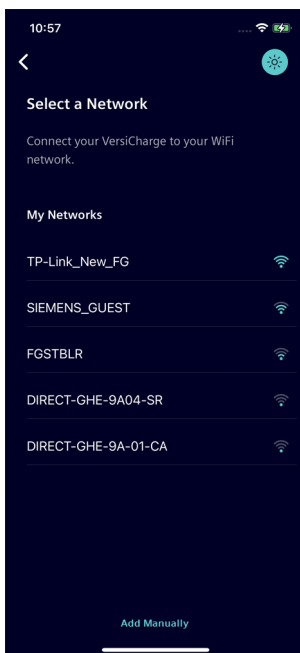 10:57
Select a Network
Connect your VersiCharge to your WiFi
network.
My Networks
TP-Link_New_FG
SIEMENS_GUEST
FGSTBLR
DIRECT-GHE-9A04-SR
DIRECT-GHE-9A-01-CA
Add Manually